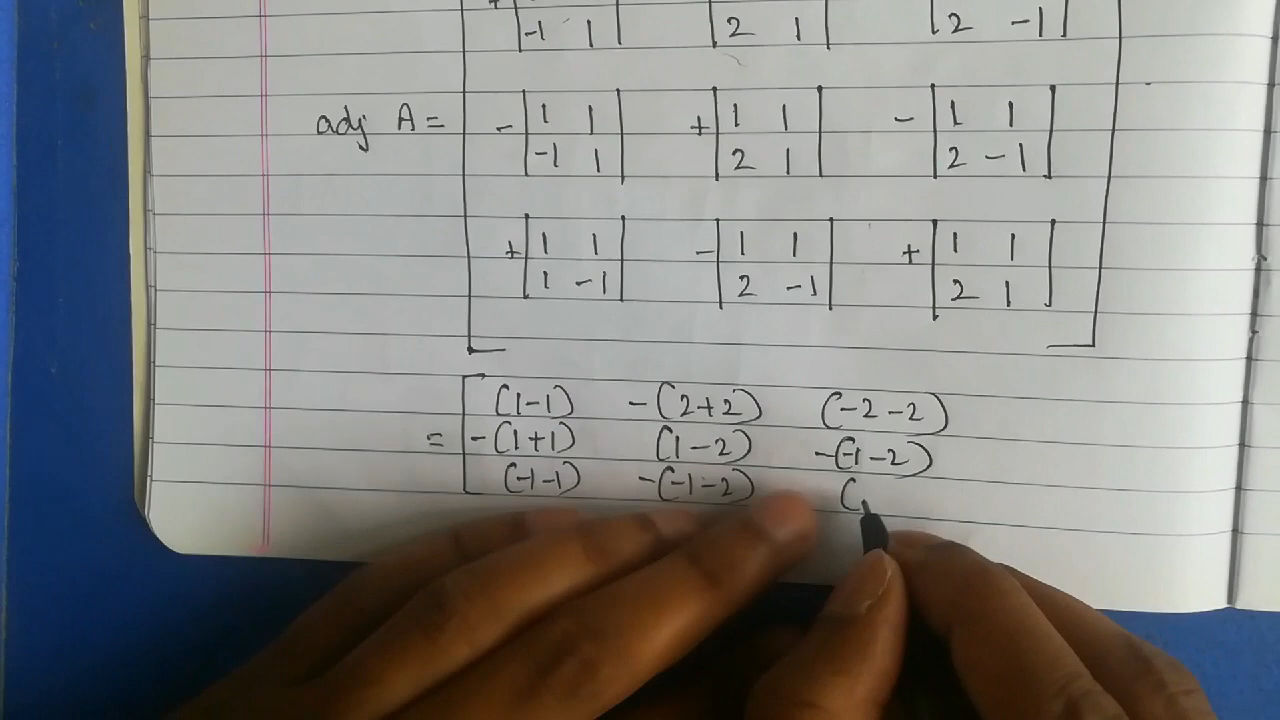 -1 1 2 1 2 -1
1 1 1 1 1 1
adj A = - + -
-1 1 2 1 2 -1
1 1 1 1 1 1
+ - +
1 -1 2 -1 2 1
(1-1) -(2+2) (-2-2)
= -(1+1) (1-2) -(-1-2)
(-1-1) -(-1-2) (